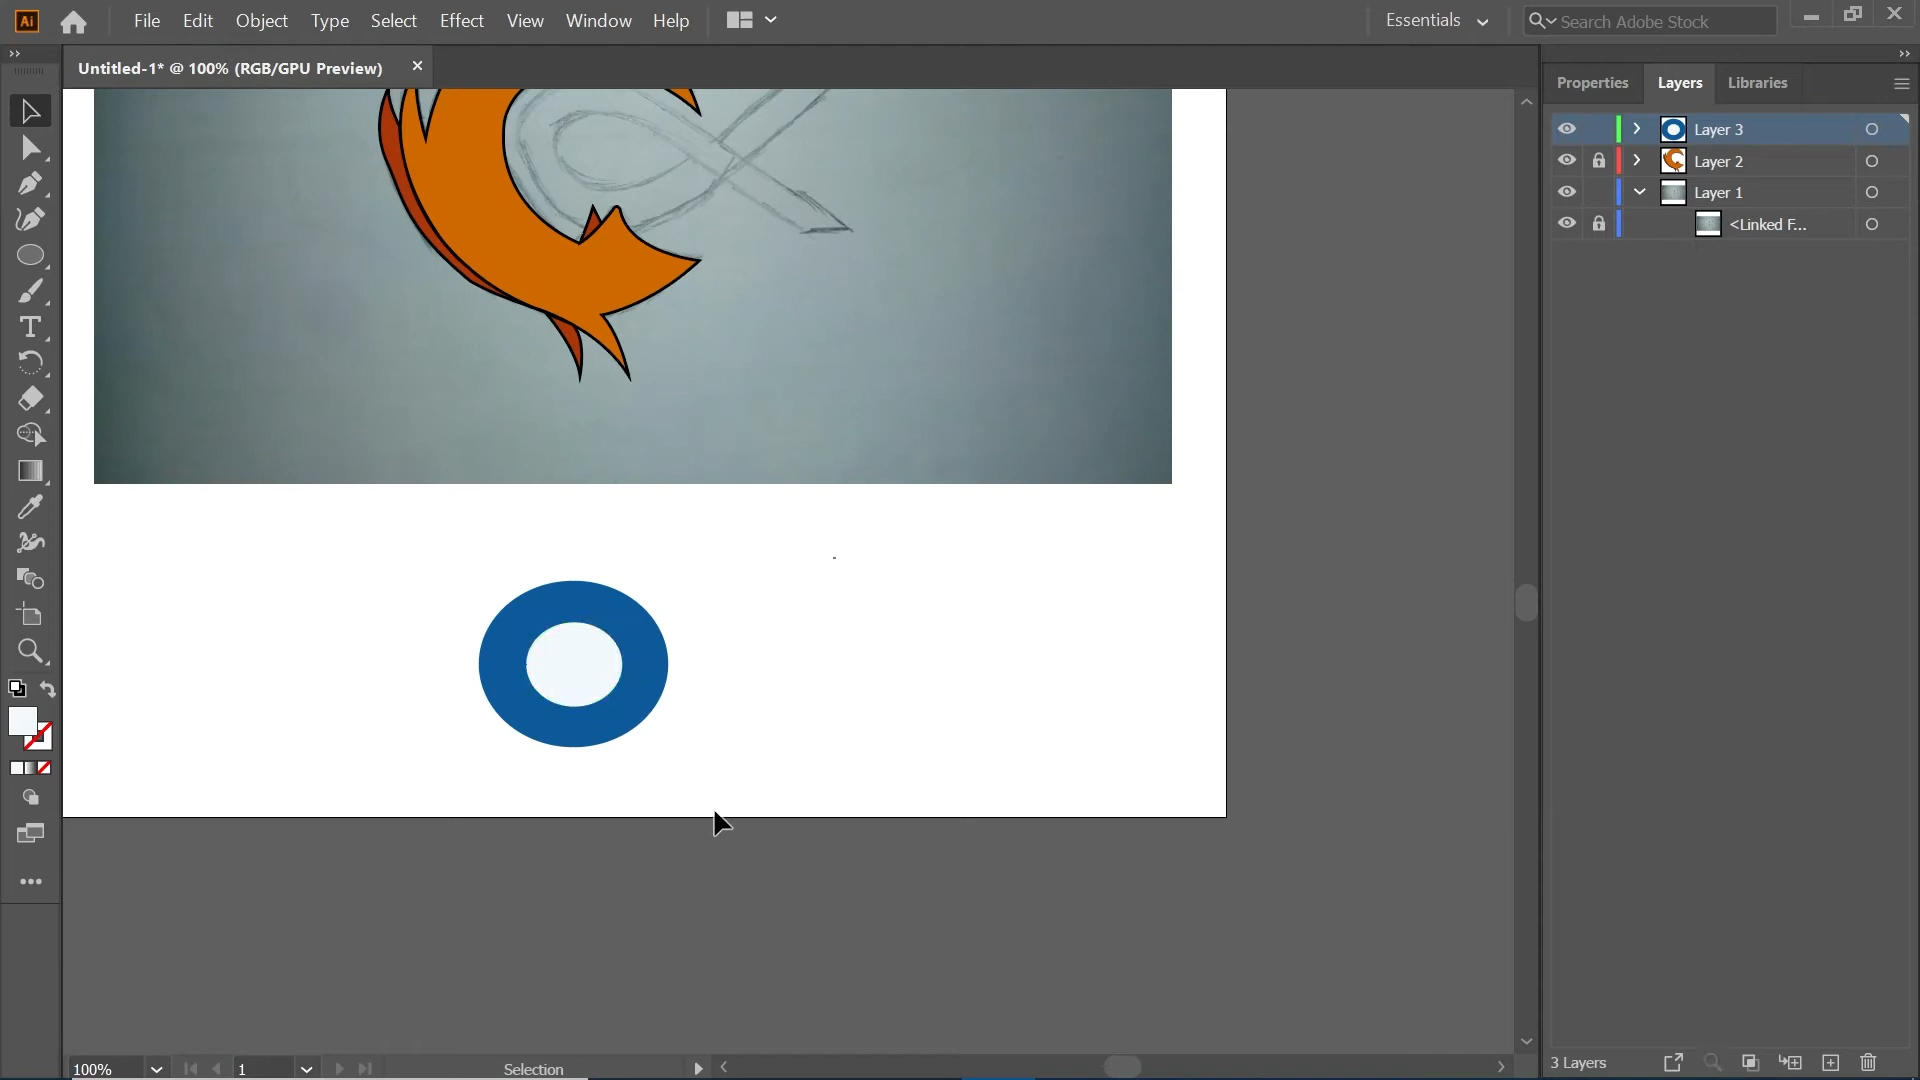 Ai File Edit Object Type Select Effect View Window Help Essentials Search Adobe Stock
Untitled-1* @ 100% (RGB/GPU Preview)
Properties Layers Libraries
Layer 3
Layer 2
Layer 1
<Linked F...
100% 1 Selection
3 Layers